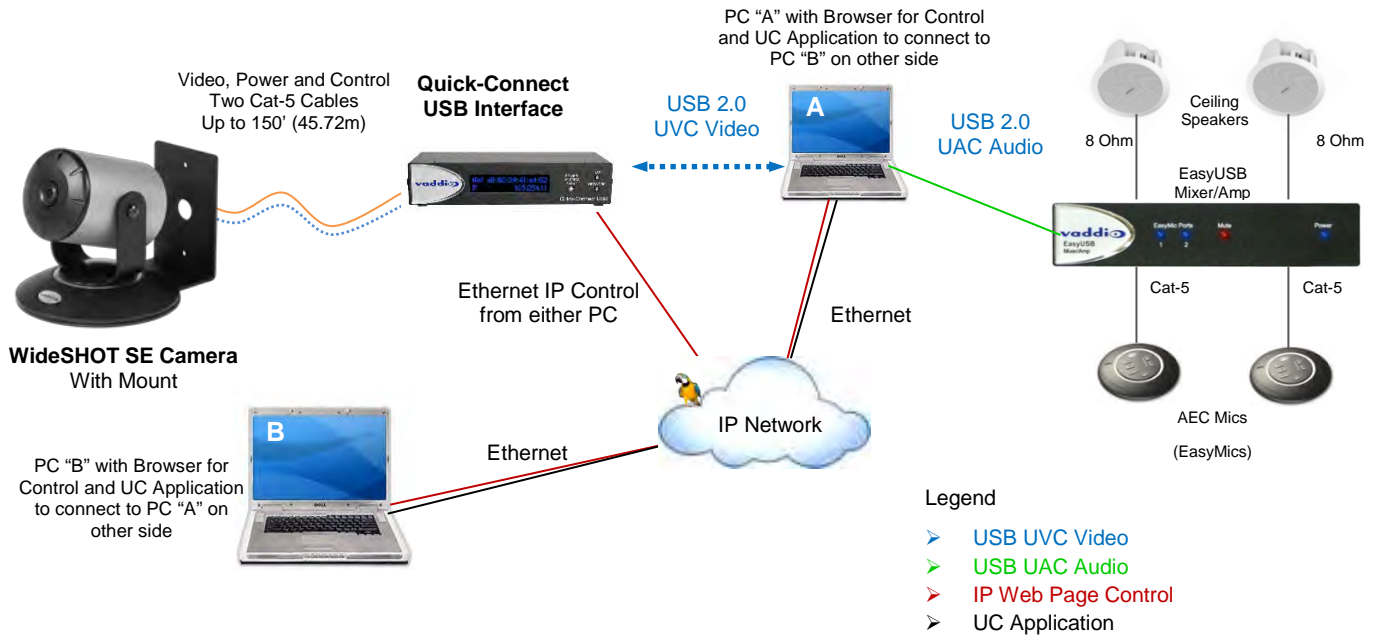 PC “A” with Browser for Control
and UC Application to connect to
PC “B” on other side
Video, Power and Control
Two Cat-5 Cables
Up to 150’ (45.72m)
Quick-Connect
USB Interface
USB 2.0
UVC Video
A
USB 2.0
UAC Audio
Ceiling
Speakers
8 Ohm
8 Ohm
EasyUSB
Mixer/Amp
vaddio
Quick-Connect USB
vaddio
EasyUSB
Mixer/Amp
EasyMic Ports
1
2
Mute
Power
Cat-5
Cat-5
Ethernet IP Control
from either PC
Ethernet
WideSHOT SE Camera
With Mount
IP Network
B
Ethernet
PC “B” with Browser for
Control and UC Application
to connect to PC “A” on
other side
AEC Mics
(EasyMics)
Legend
➢ USB UVC Video
➢ USB UAC Audio
➢ IP Web Page Control
➢ UC Application